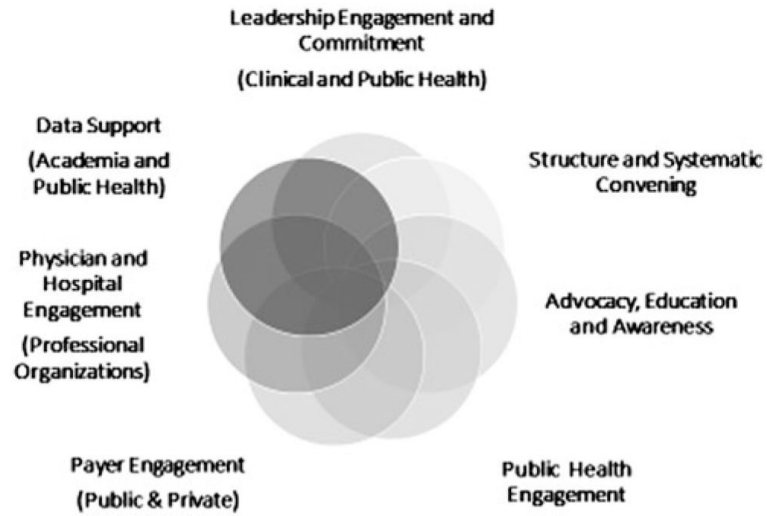 Leadership Engagement and
Commitment
(Clinical and Public Health)
Data Support
(Academia and
Public Health)
Structure and Systematic
Convening
Physician and
Hospital
Engagement
(Professional
Organizations)
Advocacy, Education
and Awareness
Payer Engagement
(Public & Private)
Public Health
Engagement